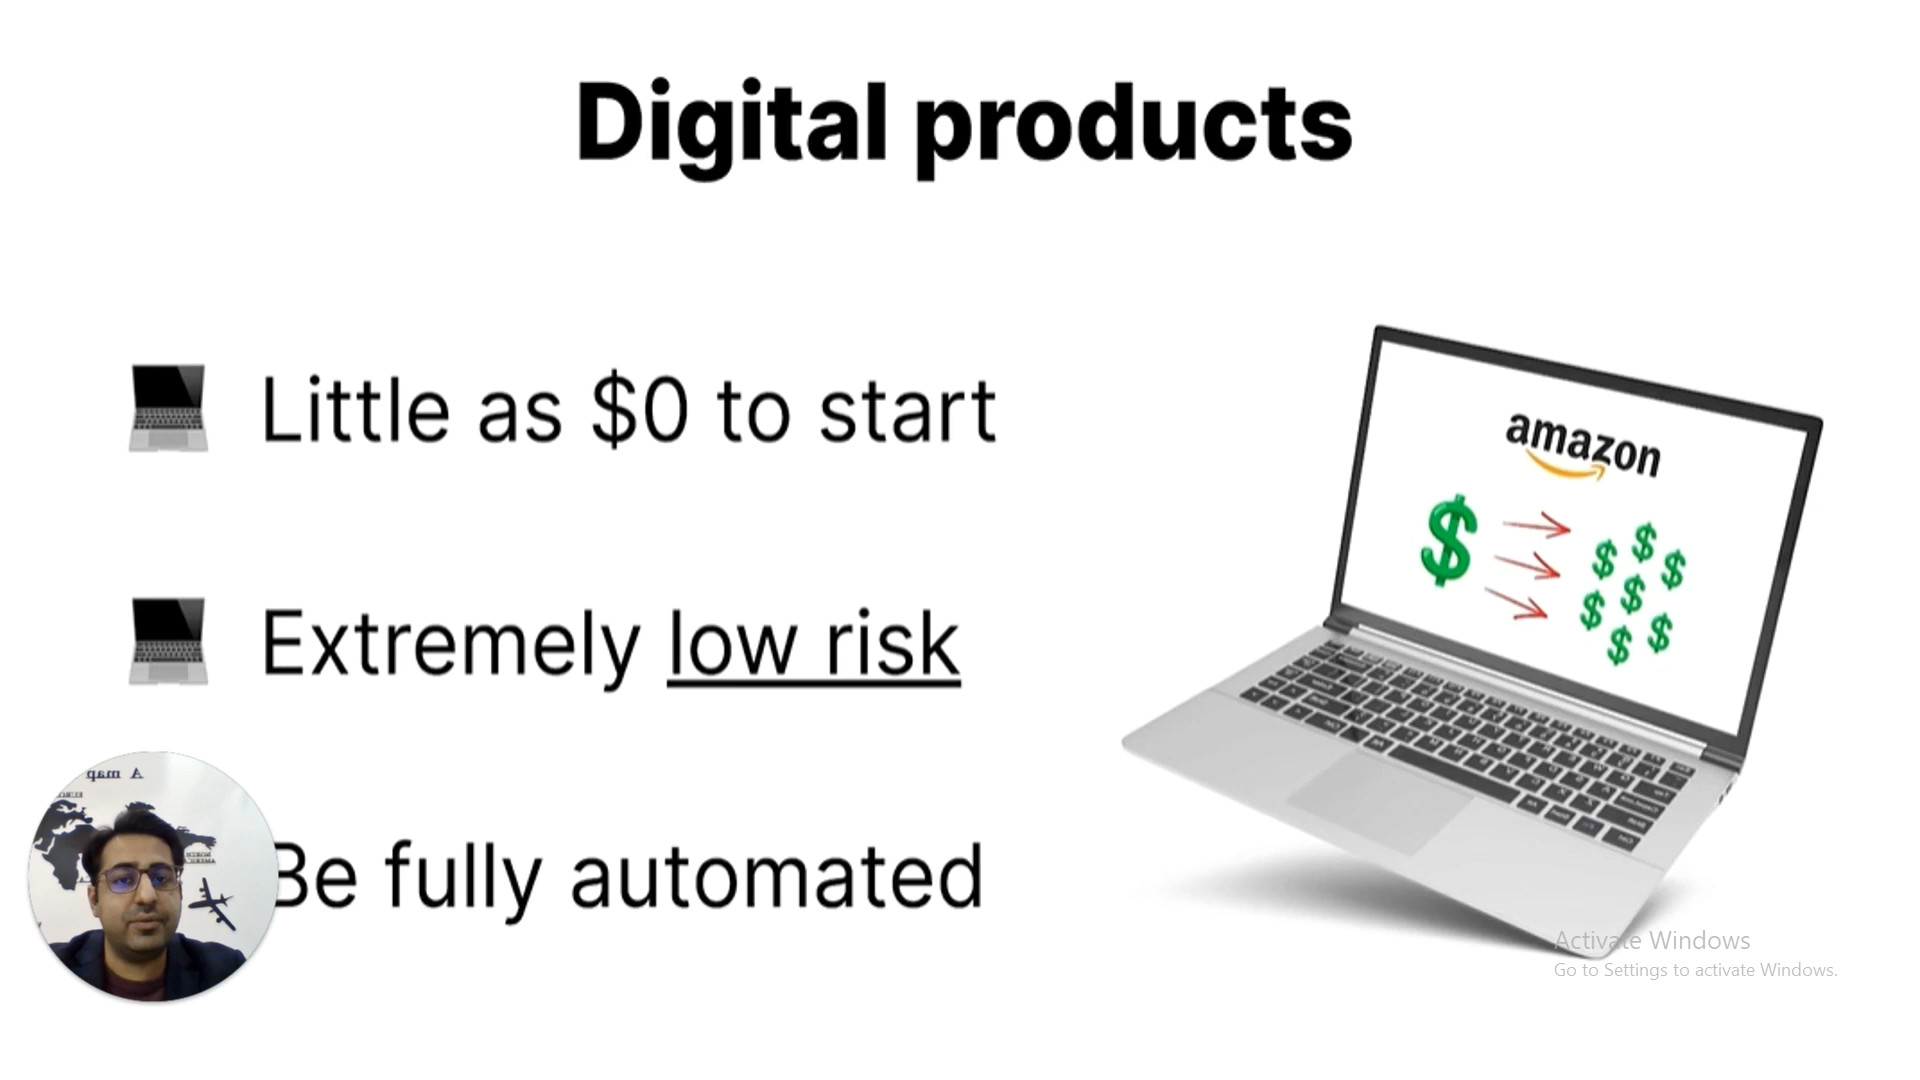 Digital products
Little as $0 to start
amazon
$
$ $ $ $ $ $ $ $
Extremely low risk
A map
Be fully automated
Activate Windows
Go to Settings to activate Windows.